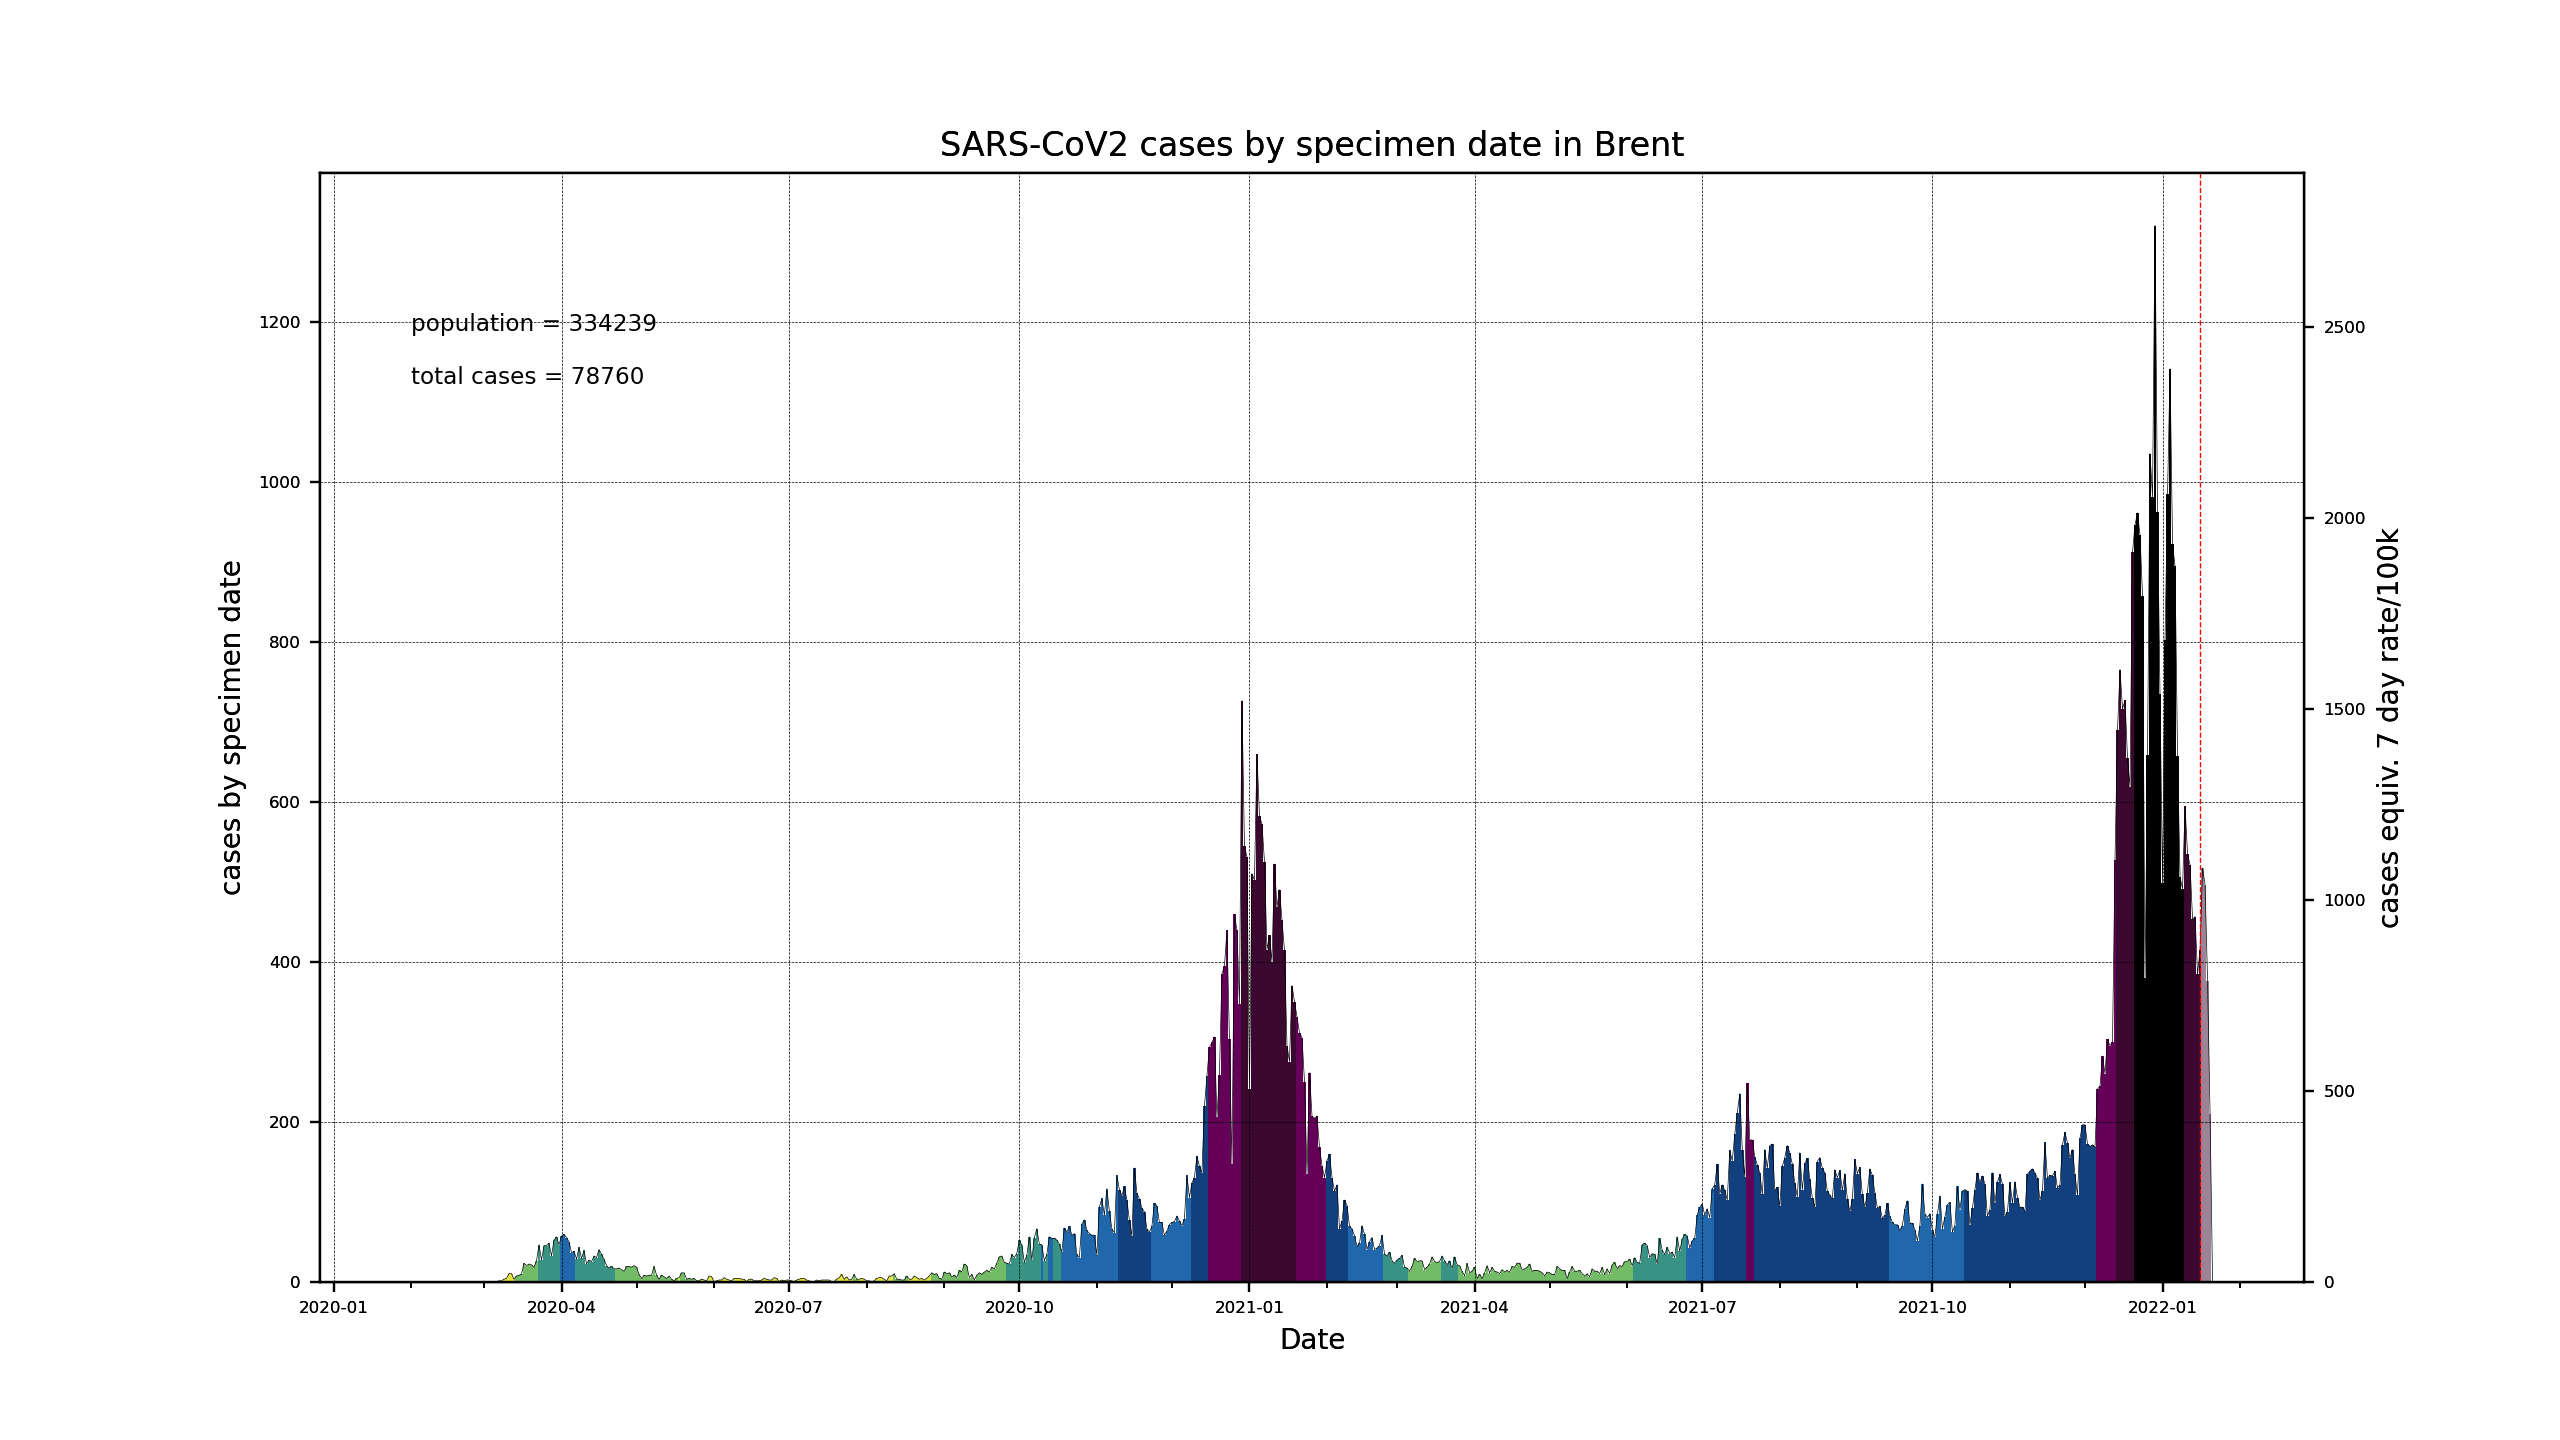 SARS-CoV2 cases by specimen date in Brent
population = 334239
total cases = 78760
cases by specimen date
1200
1000
800
600
400
200
0
2500
2000
1500
1000
500
0
cases equiv. 7 day rate/100k
2020-01 2020-04 2020-07 2020-10 2021-01 2021-04 2021-07 2021-10 2022-01
Date